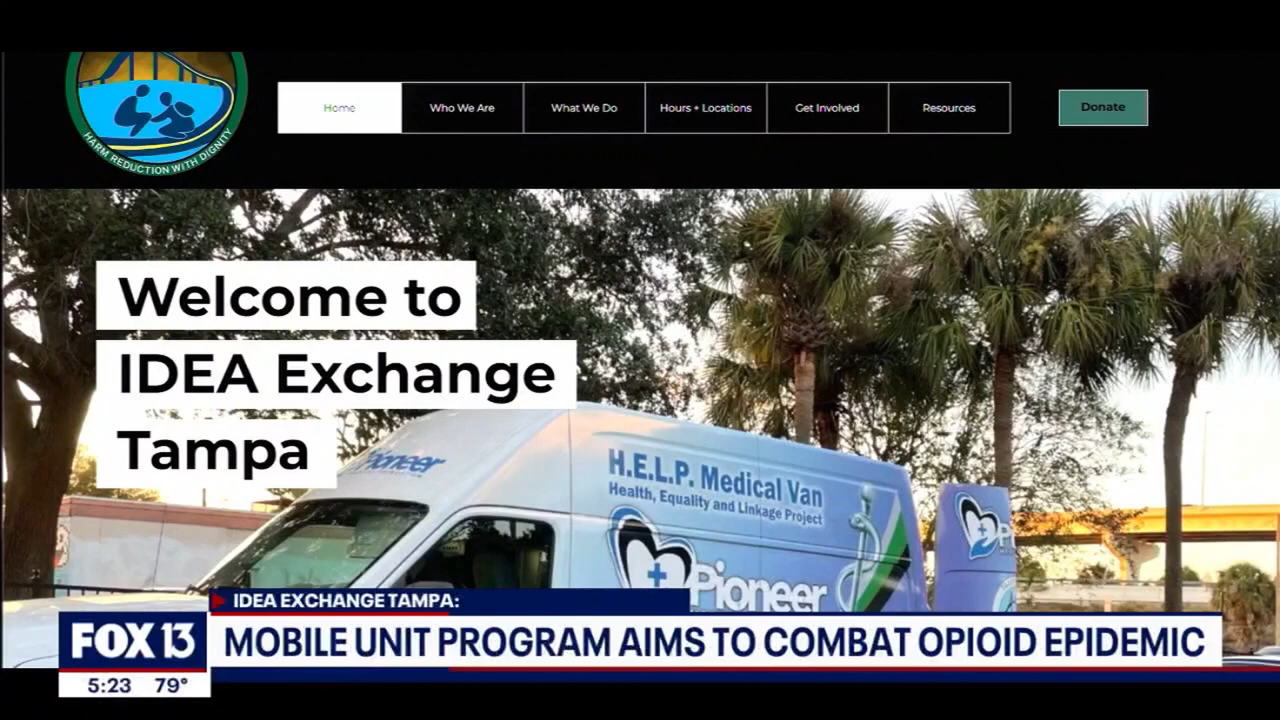 HARM REDUCTION WITH DIGNITY
Home
Who We Are
What We Do
Hours + Locations
Get Involved
Resources
Donate
Welcome to
IDEA Exchange
Tampa
Pioneer
H.E.L.P. Medical Van
Health, Equality and Linkage Project
Pioneer
IDEA EXCHANGE TAMPA:
FOX 13
MOBILE UNIT PROGRAM AIMS TO COMBAT OPIOID EPIDEMIC
5:23 79°